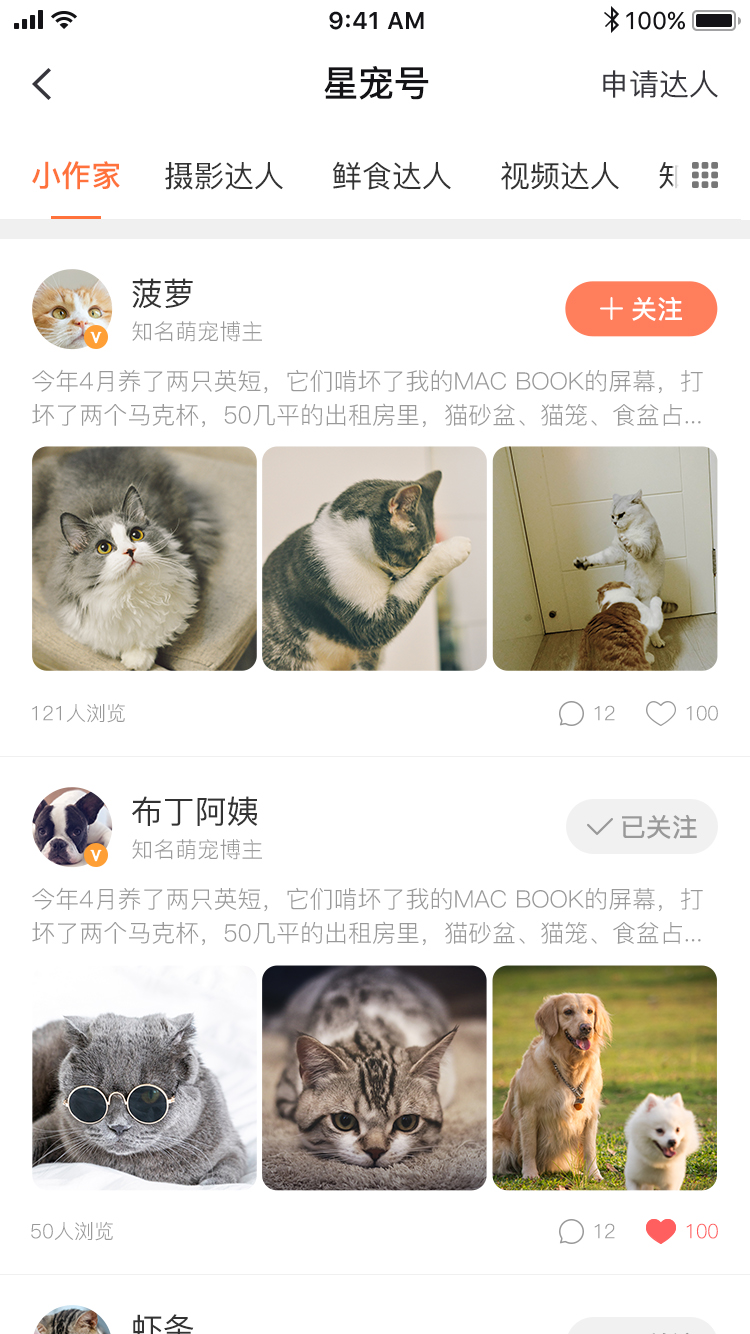 9:41 AM
100%
星宠号
申请达人
小作家
摄影达人
鲜食达人
视频达人
菠萝
知名萌宠博主
关注
今年4月养了两只英短，它们啃坏了我的MAC BOOK的屏幕，打
坏了两个马克杯，50几平的出租房里，猫砂盆、猫笼、食盆占...
121人浏览
12
100
布丁阿姨
知名萌宠博主
已关注
今年4月养了两只英短，它们啃坏了我的MAC BOOK的屏幕，打
坏了两个马克杯，50几平的出租房里，猫砂盆、猫笼、食盆占...
50人浏览
12
100
虾条